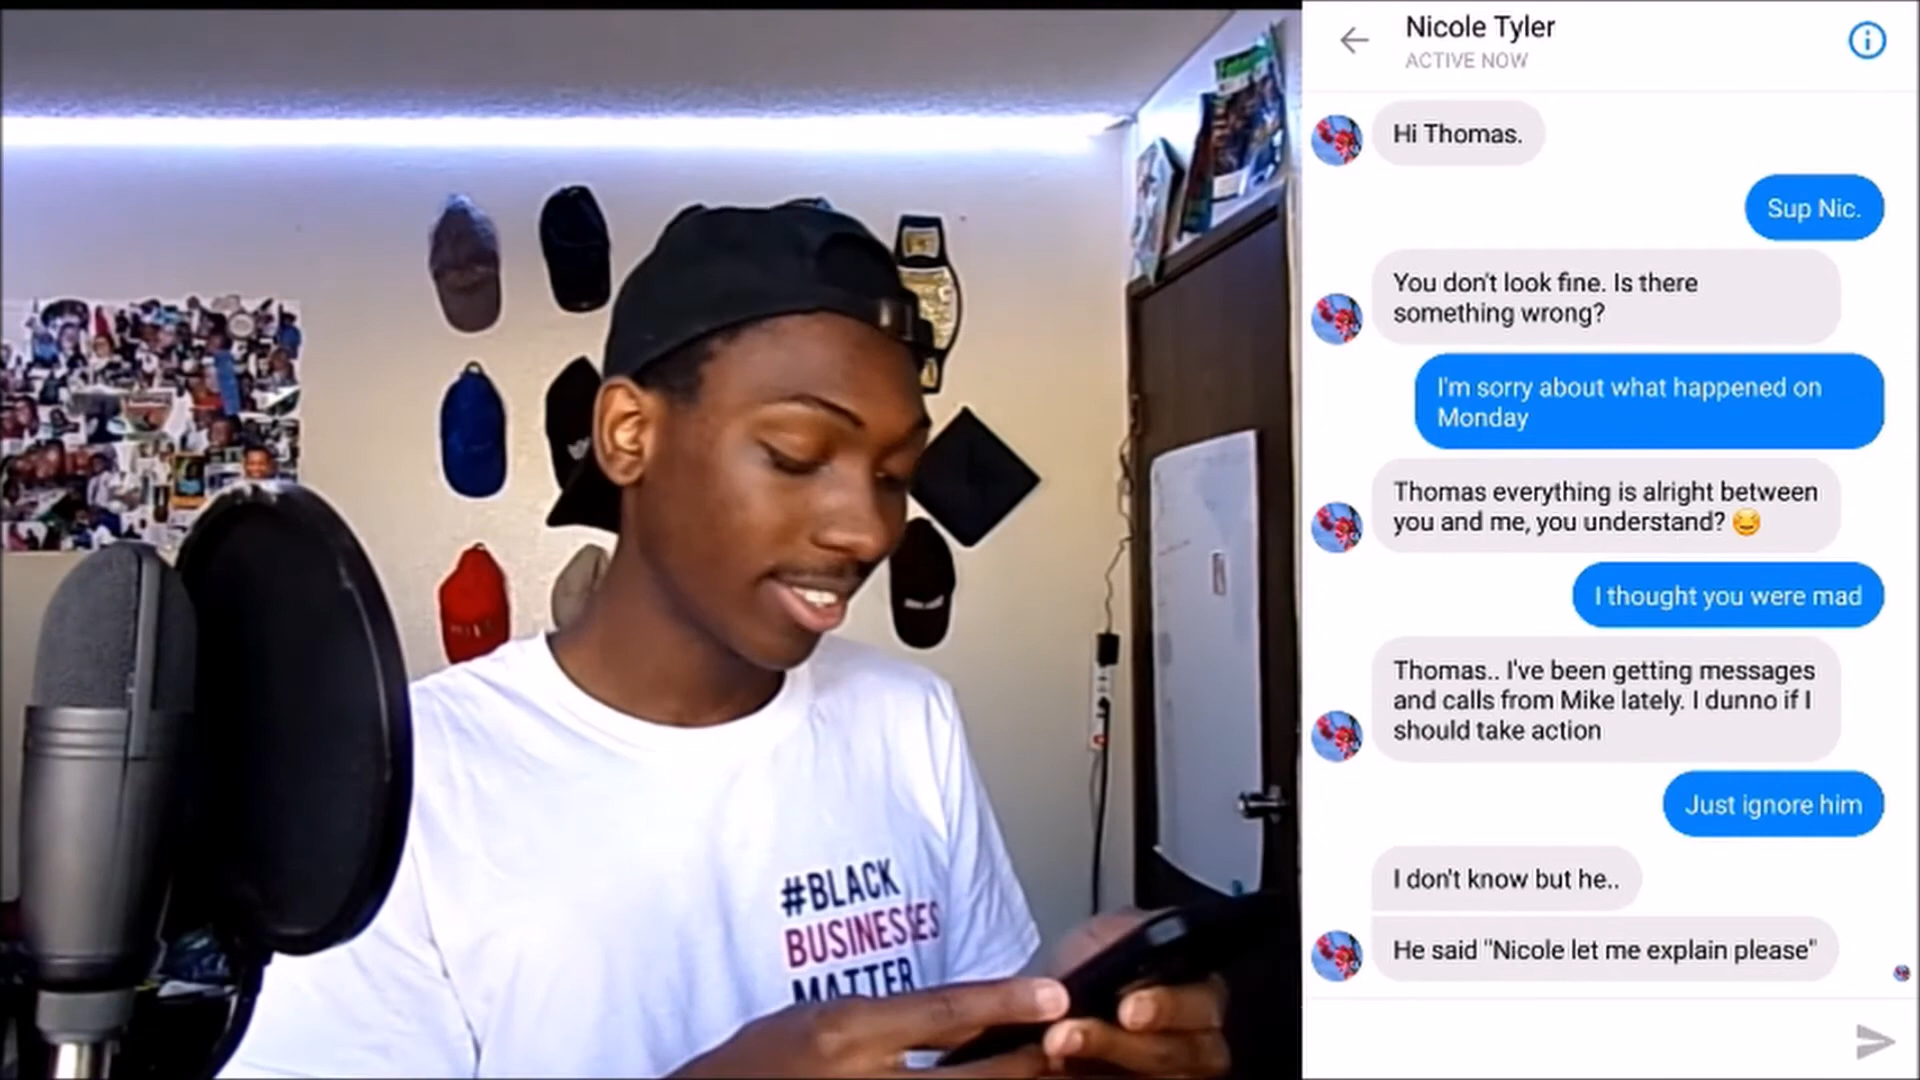 Nicole Tyler
ACTIVE NOW
Hi Thomas.
Sup Nic.
You don't look fine. Is there
something wrong?
I'm sorry about what happened on
Monday
Thomas everything is alright between
you and me, you understand? 😆
I thought you were mad
Thomas.. I've been getting messages
and calls from Mike lately. I dunno if I
should take action
Just ignore him
I don't know but he..
He said "Nicole let me explain please"
#BLACK
BUSINESSES
MATTER